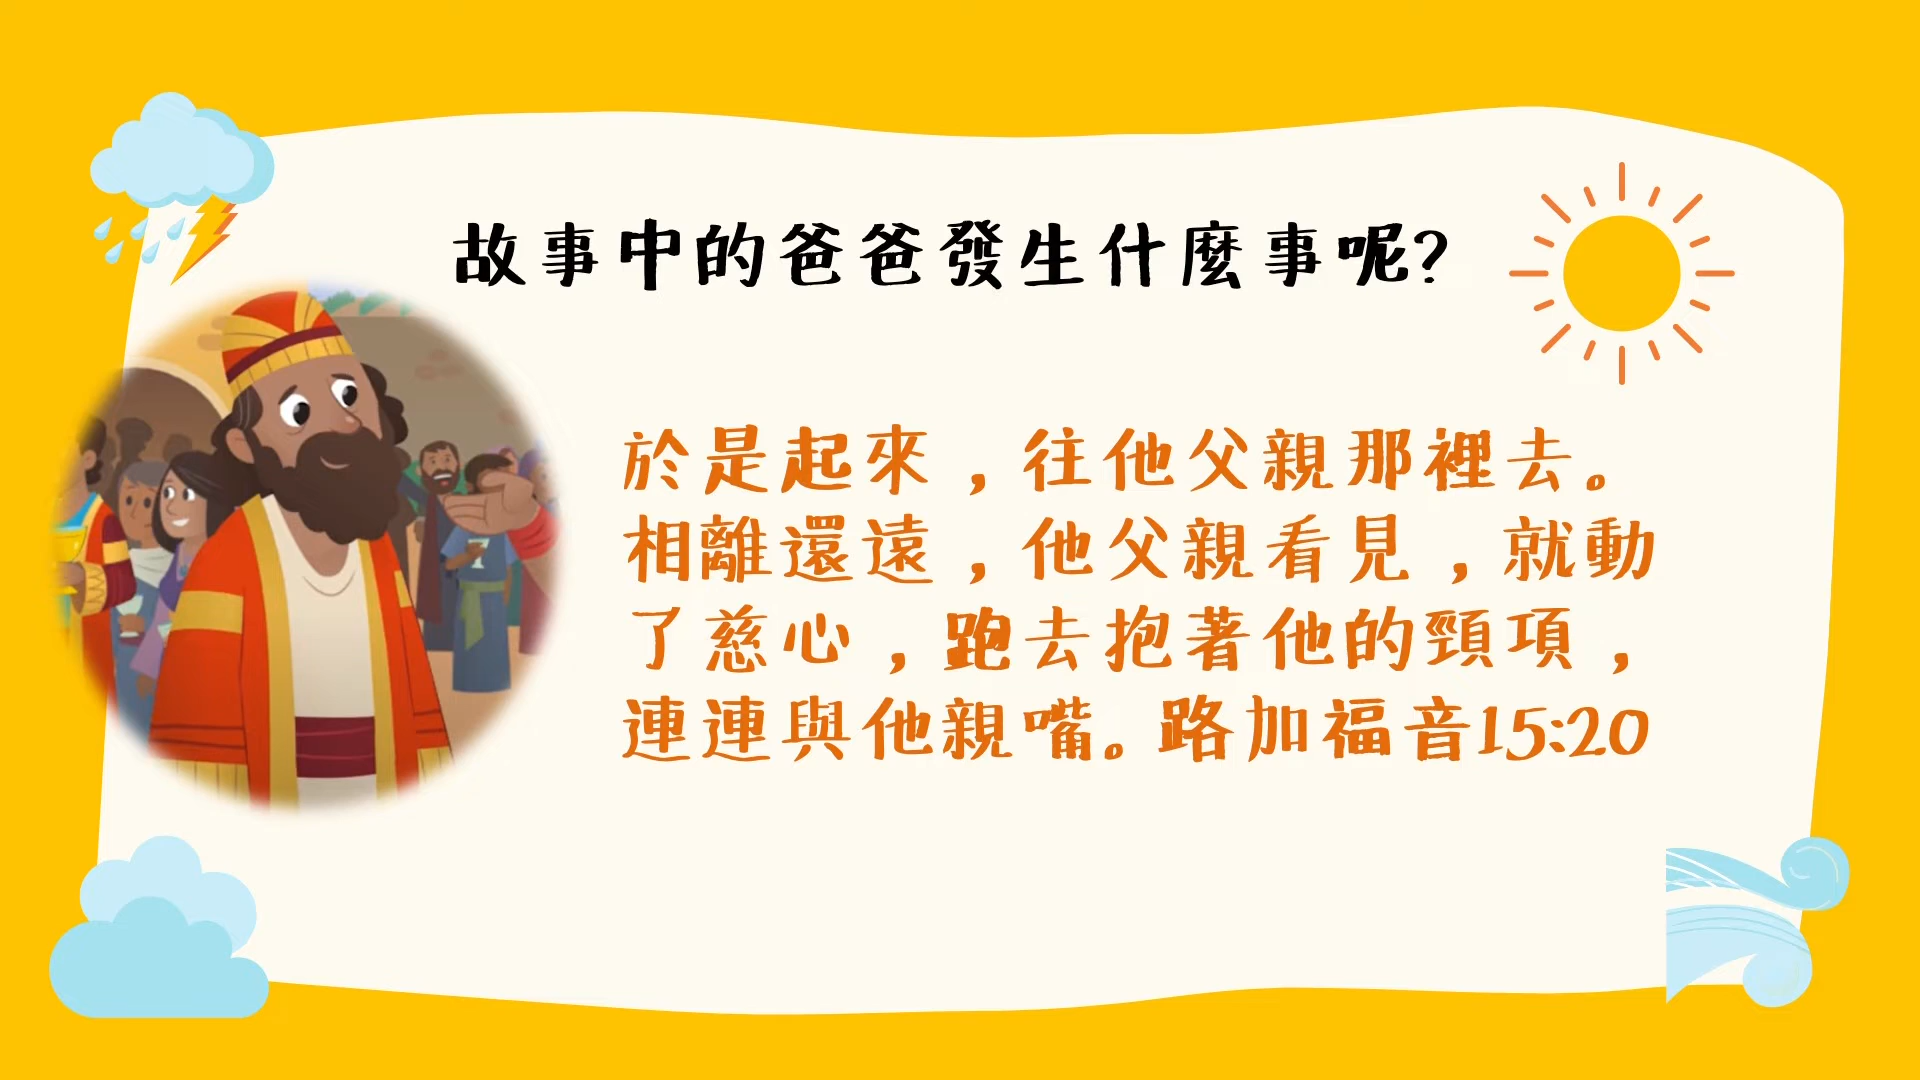 故事中的爸爸發生什麼事呢?
於是起來，往他父親那裡去。
相離還遠，他父親看見，就動
了慈心，跑去抱著他的頸項，
連連與他親嘴。路加福音15:20